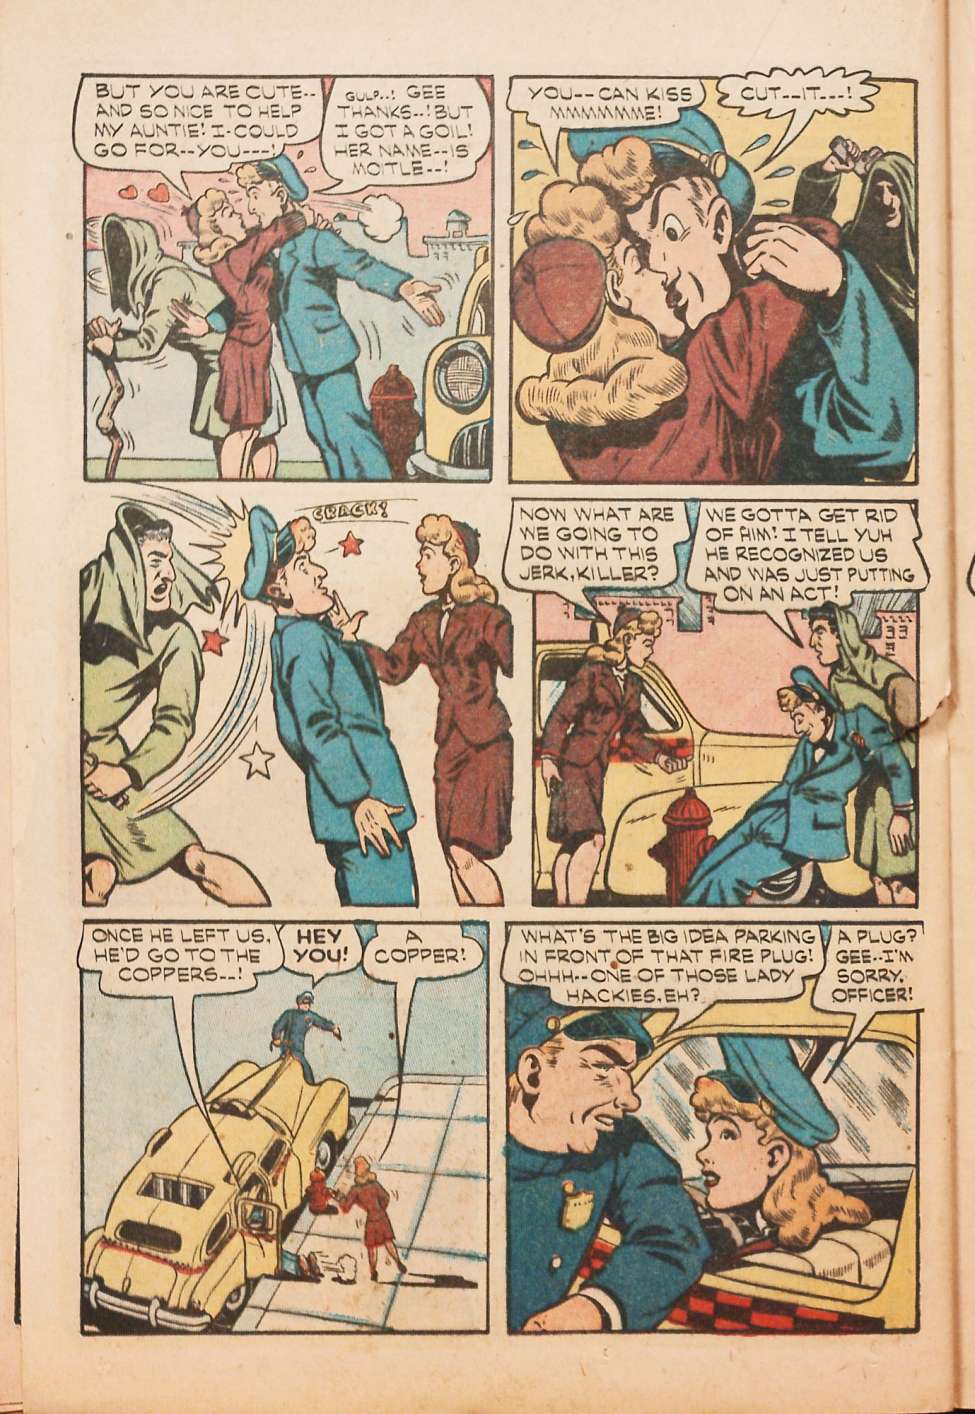 BUT YOU ARE CUTE--
AND SO NICE TO HELP
MY AUNTIE! I-COULD
GO FOR--YOU---!
GULP..! GEE
THANKS--! BUT
I GOT A GOIL!
HER NAME--IS
MOITLE--!
YOU--CAN KISS
MMMMMMME!
CUT--IT---!
CRACK!
NOW WHAT ARE
WE GOING TO
DO WITH THIS
JERK, KILLER?
WE GOTTA GET RID
OF HIM! I TELL YUH
HE RECOGNIZED US
AND WAS JUST PUTTING
ON AN ACT!
ONCE HE LEFT US,
HE'D GO TO THE
COPPERS--!
HEY
YOU!
A
COPPER!
WHAT'S THE BIG IDEA PARKING
IN FRONT OF THAT FIRE PLUG!
OHHH--ONE OF THOSE LADY
HACKIES, EH?
A PLUG?
GEE--I'M
SORRY,
OFFICER!